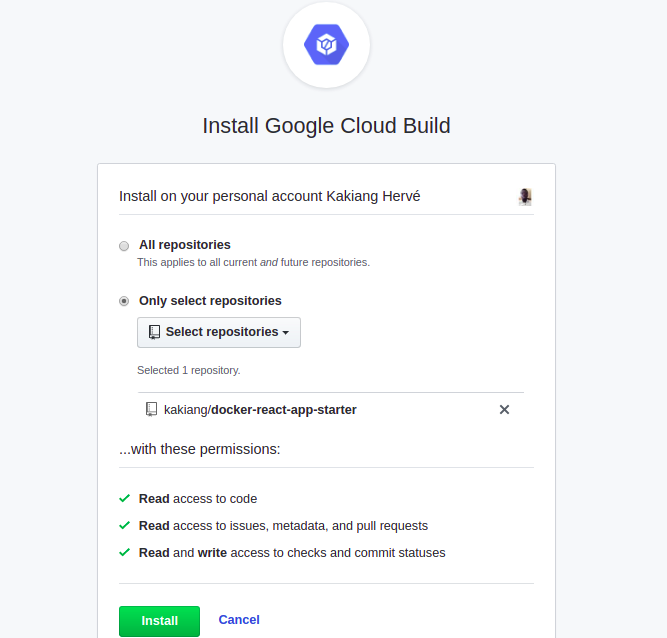 Install Google Cloud Build
Install on your personal account Kakiang Hervé
All repositories
This applies to all current and future repositories.
Only select repositories
Select repositories
Selected 1 repository.
kakiang/docker-react-app-starter
...with these permissions:
Read access to code
Read access to issues, metadata, and pull requests
Read and write access to checks and commit statuses
Install Cancel